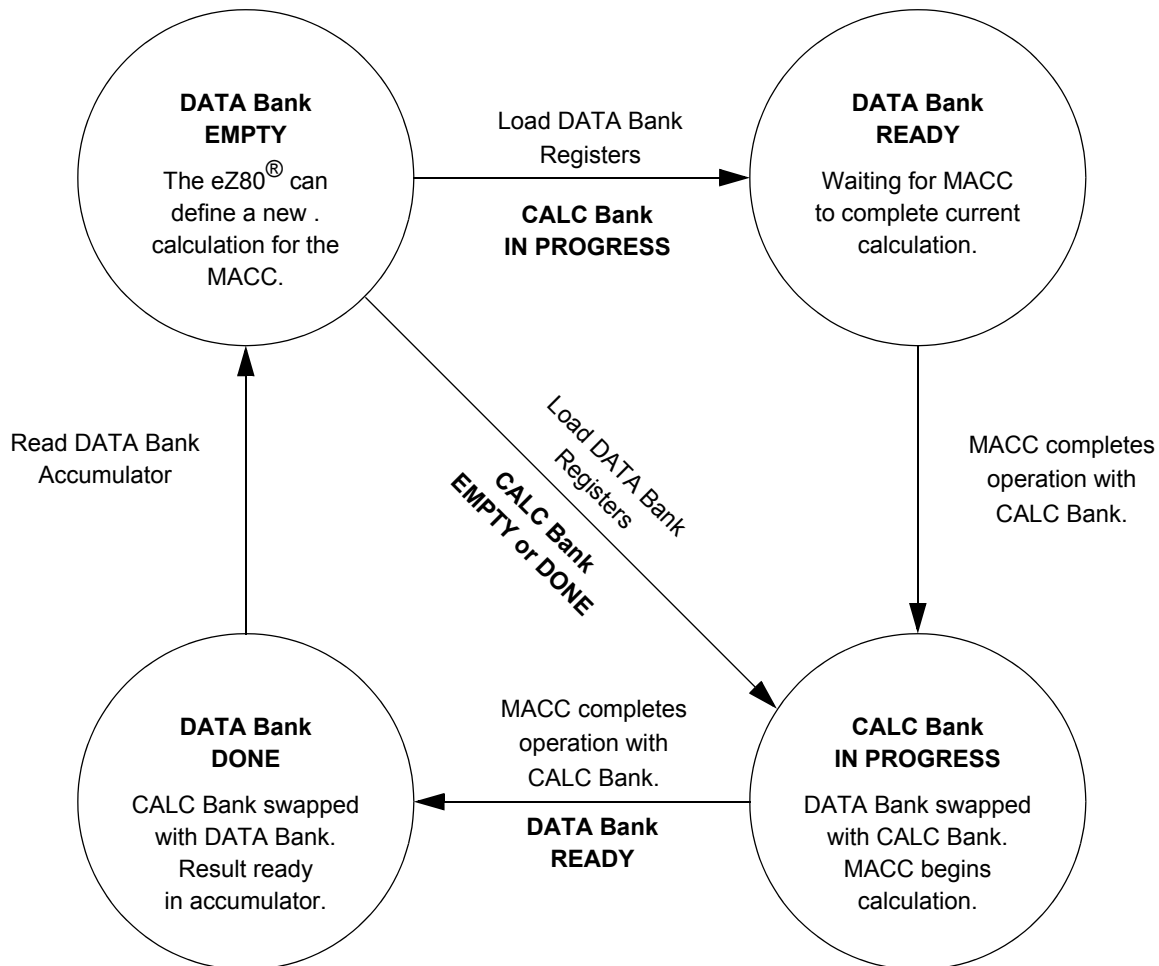 DATA Bank
EMPTY
The eZ80® can
define a new .
calculation for the
MACC.
Load DATA Bank
Registers
CALC Bank
IN PROGRESS
DATA Bank
READY
Waiting for MACC
to complete current
calculation.
Read DATA Bank
Accumulator
Load DATA Bank
Registers
CALC Bank
EMPTY or DONE
MACC completes
operation with
CALC Bank.
DATA Bank
DONE
CALC Bank swapped
with DATA Bank.
Result ready
in accumulator.
MACC completes
operation with
CALC Bank.
DATA Bank
READY
CALC Bank
IN PROGRESS
DATA Bank swapped
with CALC Bank.
MACC begins
calculation.